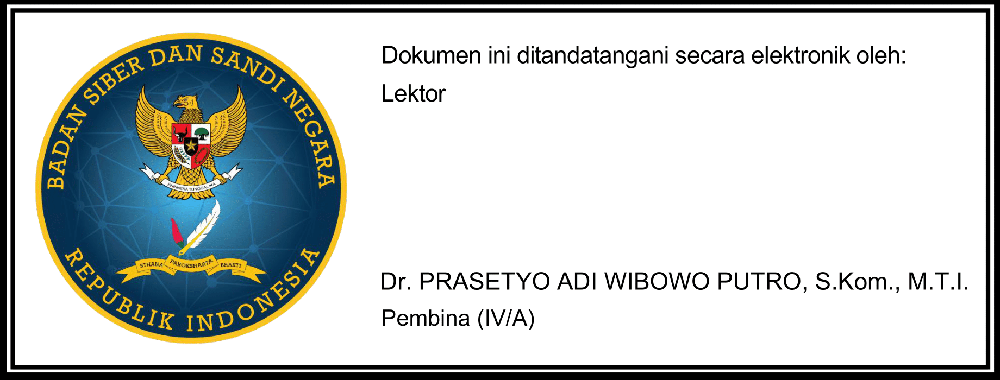 BADAN SIBER DAN SANDI NEGARA
BHINNEKA TUNGGAL IKA
STHANA PAROKSHARTA BHAKTI
REPUBLIK INDONESIA
Dokumen ini ditandatangani secara elektronik oleh:
Lektor
Dr. PRASETYO ADI WIBOWO PUTRO, S.Kom., M.T.I.
Pembina (IV/A)